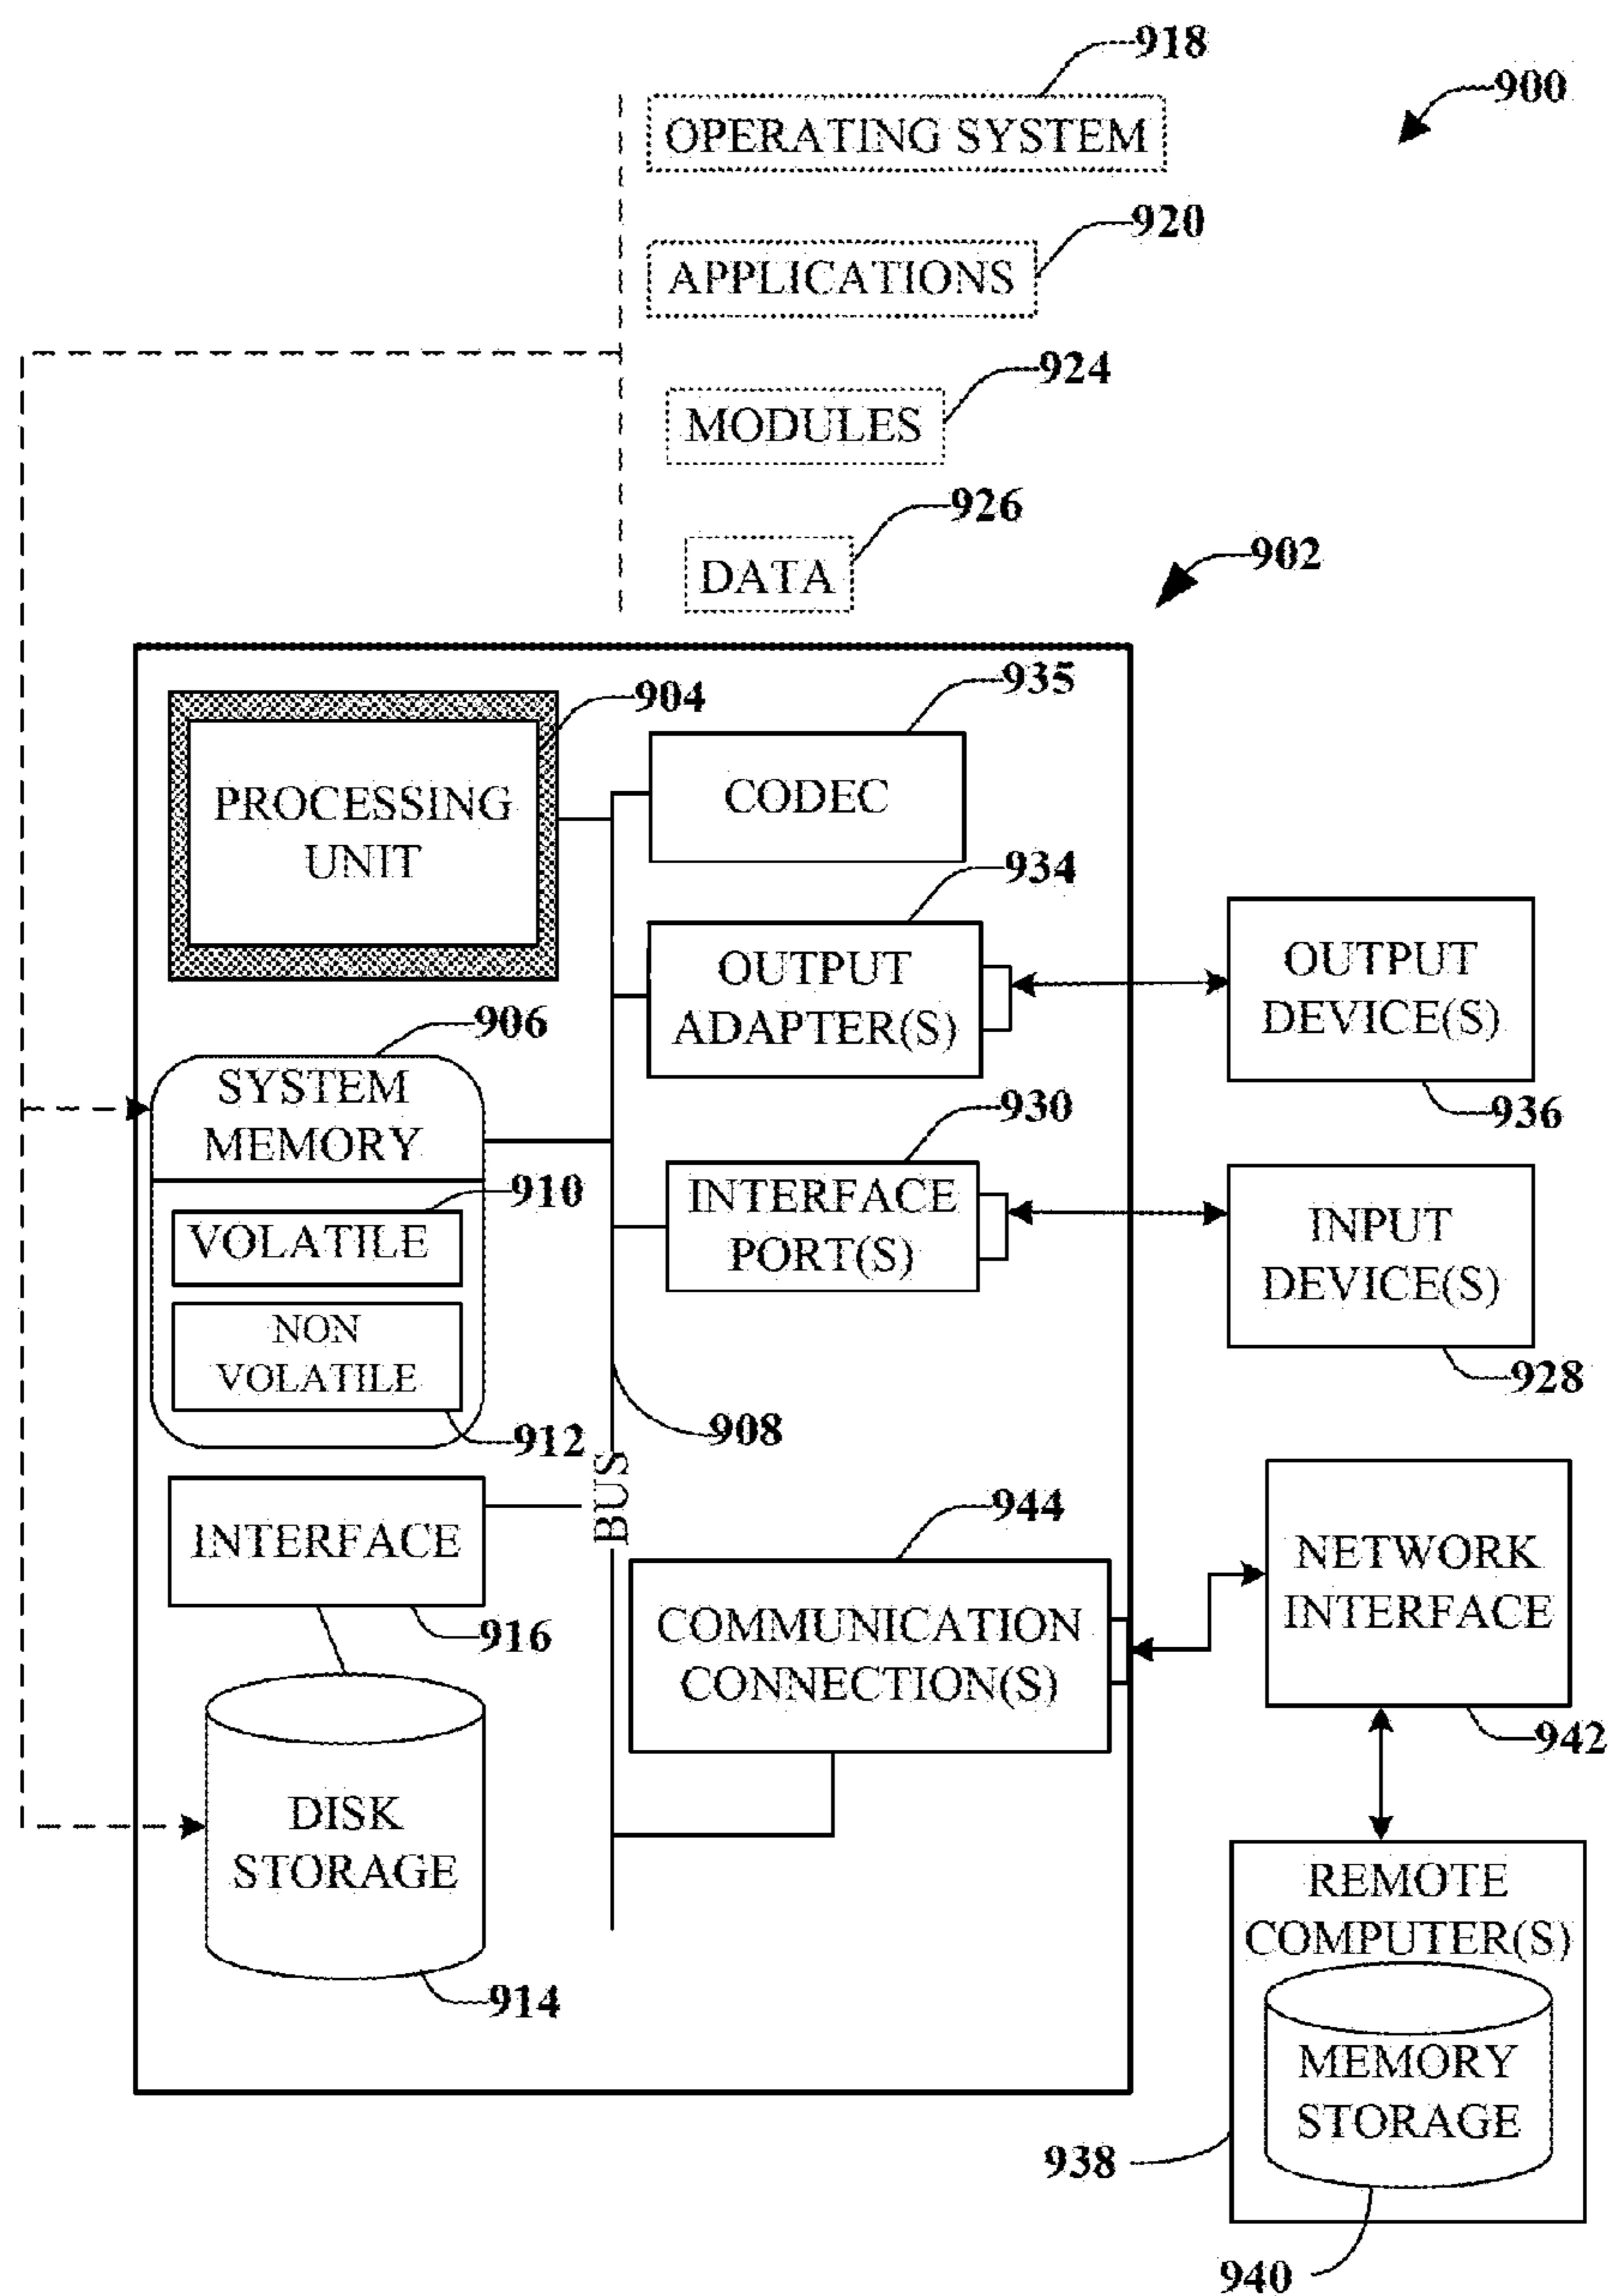 918
900
OPERATING SYSTEM
920
APPLICATIONS
924
MODULES
926
DATA
902
935
904
CODEC
PROCESSING
UNIT
934
OUTPUT
ADAPTER(S)
OUTPUT
DEVICE(S)
936
906
SYSTEM
MEMORY
930
INTERFACE
PORT(S)
INPUT
DEVICE(S)
928
910
VOLATILE
NON
VOLATILE
912
908
BUS
944
INTERFACE
916
COMMUNICATION
CONNECTION(S)
NETWORK
INTERFACE
942
DISK
STORAGE
914
REMOTE
COMPUTER(S)
MEMORY
STORAGE
938
940